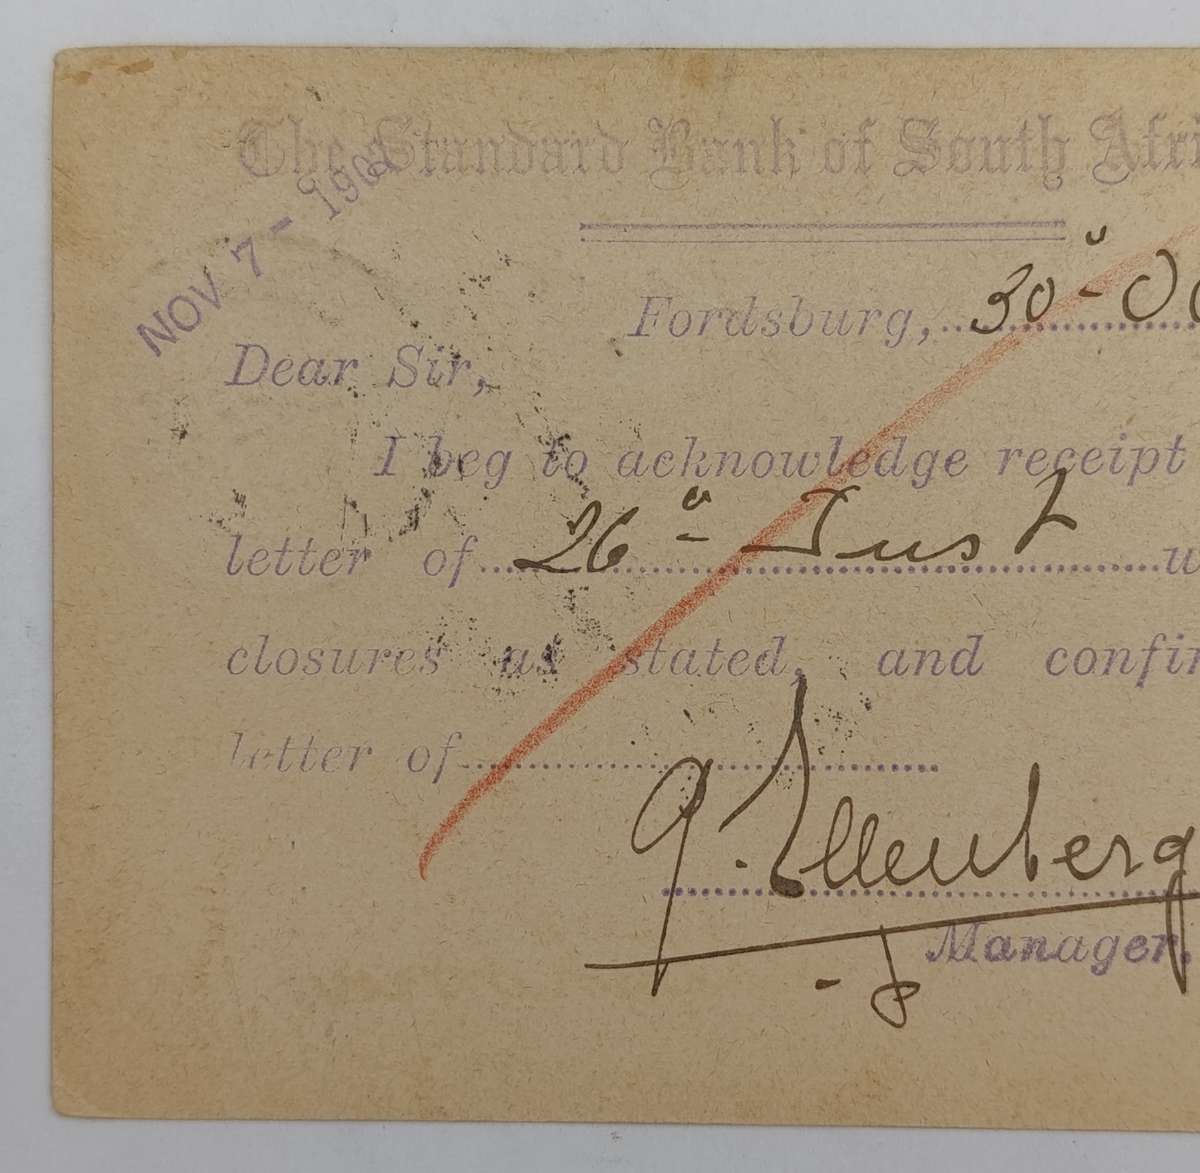 The Standard Bank of South Afri
NOV 7 - 190
Fordsburg, 30 - Oc
Dear Sir,
I beg to acknowledge receipt
letter of 26 Inst
closures as stated, and confir
letter of
J. Ellenberg
Manager.